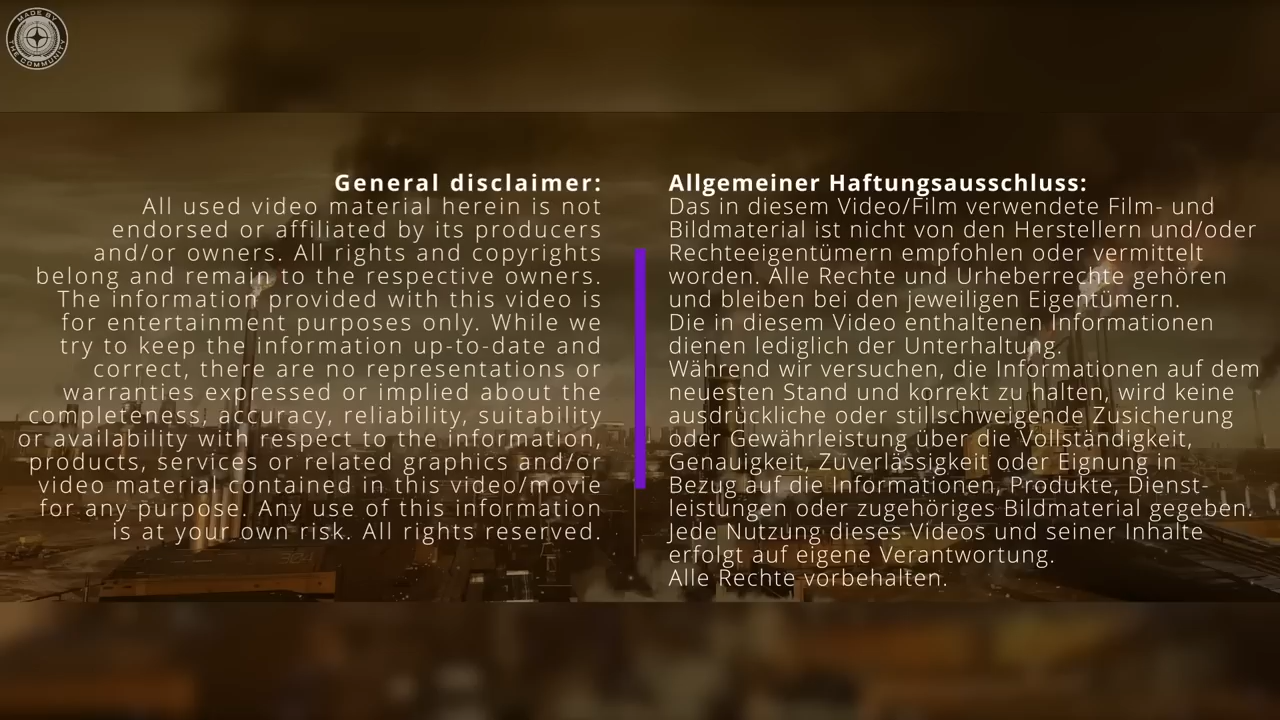 MADE BY
THE COMMUNITY
General disclaimer:
All used video material herein is not
endorsed or affiliated by its producers
and/or owners. All rights and copyrights
belong and remain to the respective owners.
The information provided with this video is
for entertainment purposes only. While we
try to keep the information up-to-date and
correct, there are no representations or
warranties expressed or implied about the
completeness, accuracy, reliability, suitability
or availability with respect to the information,
products, services or related graphics and/or
video material contained in this video/movie
for any purpose. Any use of this information
is at your own risk. All rights reserved.
Allgemeiner Haftungsausschluss:
Das in diesem Video/Film verwendete Film- und
Bildmaterial ist nicht von den Herstellern und/oder
Rechteeigentümern empfohlen oder vermittelt
worden. Alle Rechte und Urheberrechte gehören
und bleiben bei den jeweiligen Eigentümern.
Die in diesem Video enthaltenen Informationen
dienen lediglich der Unterhaltung.
Während wir versuchen, die Informationen auf dem
neuesten Stand und korrekt zu halten, wird keine
ausdrückliche oder stillschweigende Zusicherung
oder Gewährleistung über die Vollständigkeit,
Genauigkeit, Zuverlässigkeit oder Eignung in
Bezug auf die Informationen, Produkte, Dienst-
leistungen oder zugehöriges Bildmaterial gegeben.
Jede Nutzung dieses Videos und seiner Inhalte
erfolgt auf eigene Verantwortung.
Alle Rechte vorbehalten.